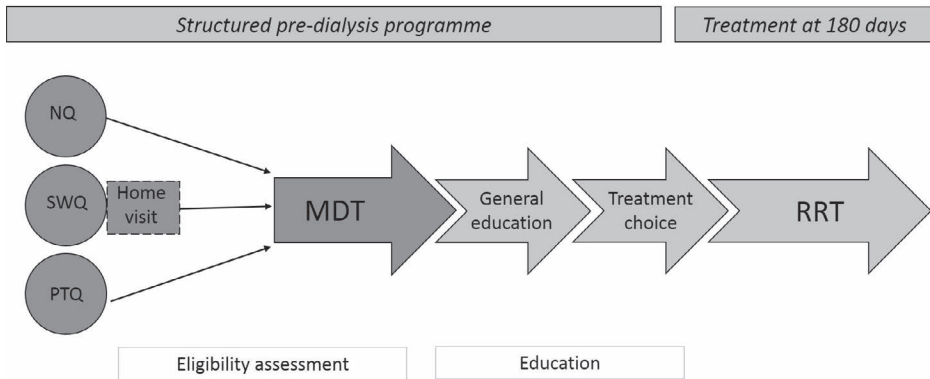 Structured pre-dialysis programme
Treatment at 180 days
NQ
SWQ
Home
visit
PTQ
MDT
General
education
Treatment
choice
RRT
Eligibility assessment
Education